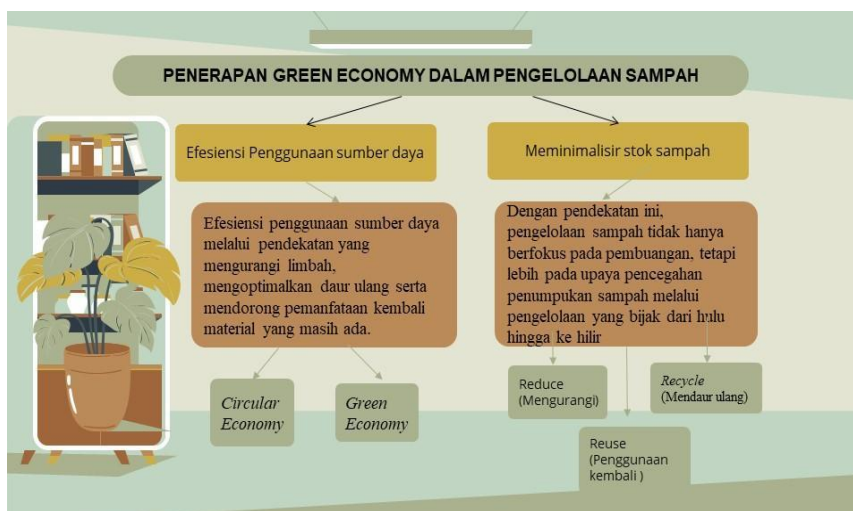 PENERAPAN GREEN ECONOMY DALAM PENGELOLAAN SAMPAH
Efesiensi Penggunaan sumber daya
Meminimalisir stok sampah
Efesiensi penggunaan sumber daya
melalui pendekatan yang
mengurangi limbah,
mengoptimalkan daur ulang serta
mendorong pemanfataan kembali
material yang masih ada.
Dengan pendekatan ini,
pengelolaan sampah tidak hanya
berfokus pada pembuangan, tetapi
lebih pada upaya pencegahan
penumpukan sampah melalui
pengelolaan yang bijak dari hulu
hingga ke hilir
Circular
Economy
Green
Economy
Reduce
(Mengurangi)
Recycle
(Mendaur ulang)
Reuse
(Penggunaan
kembali )